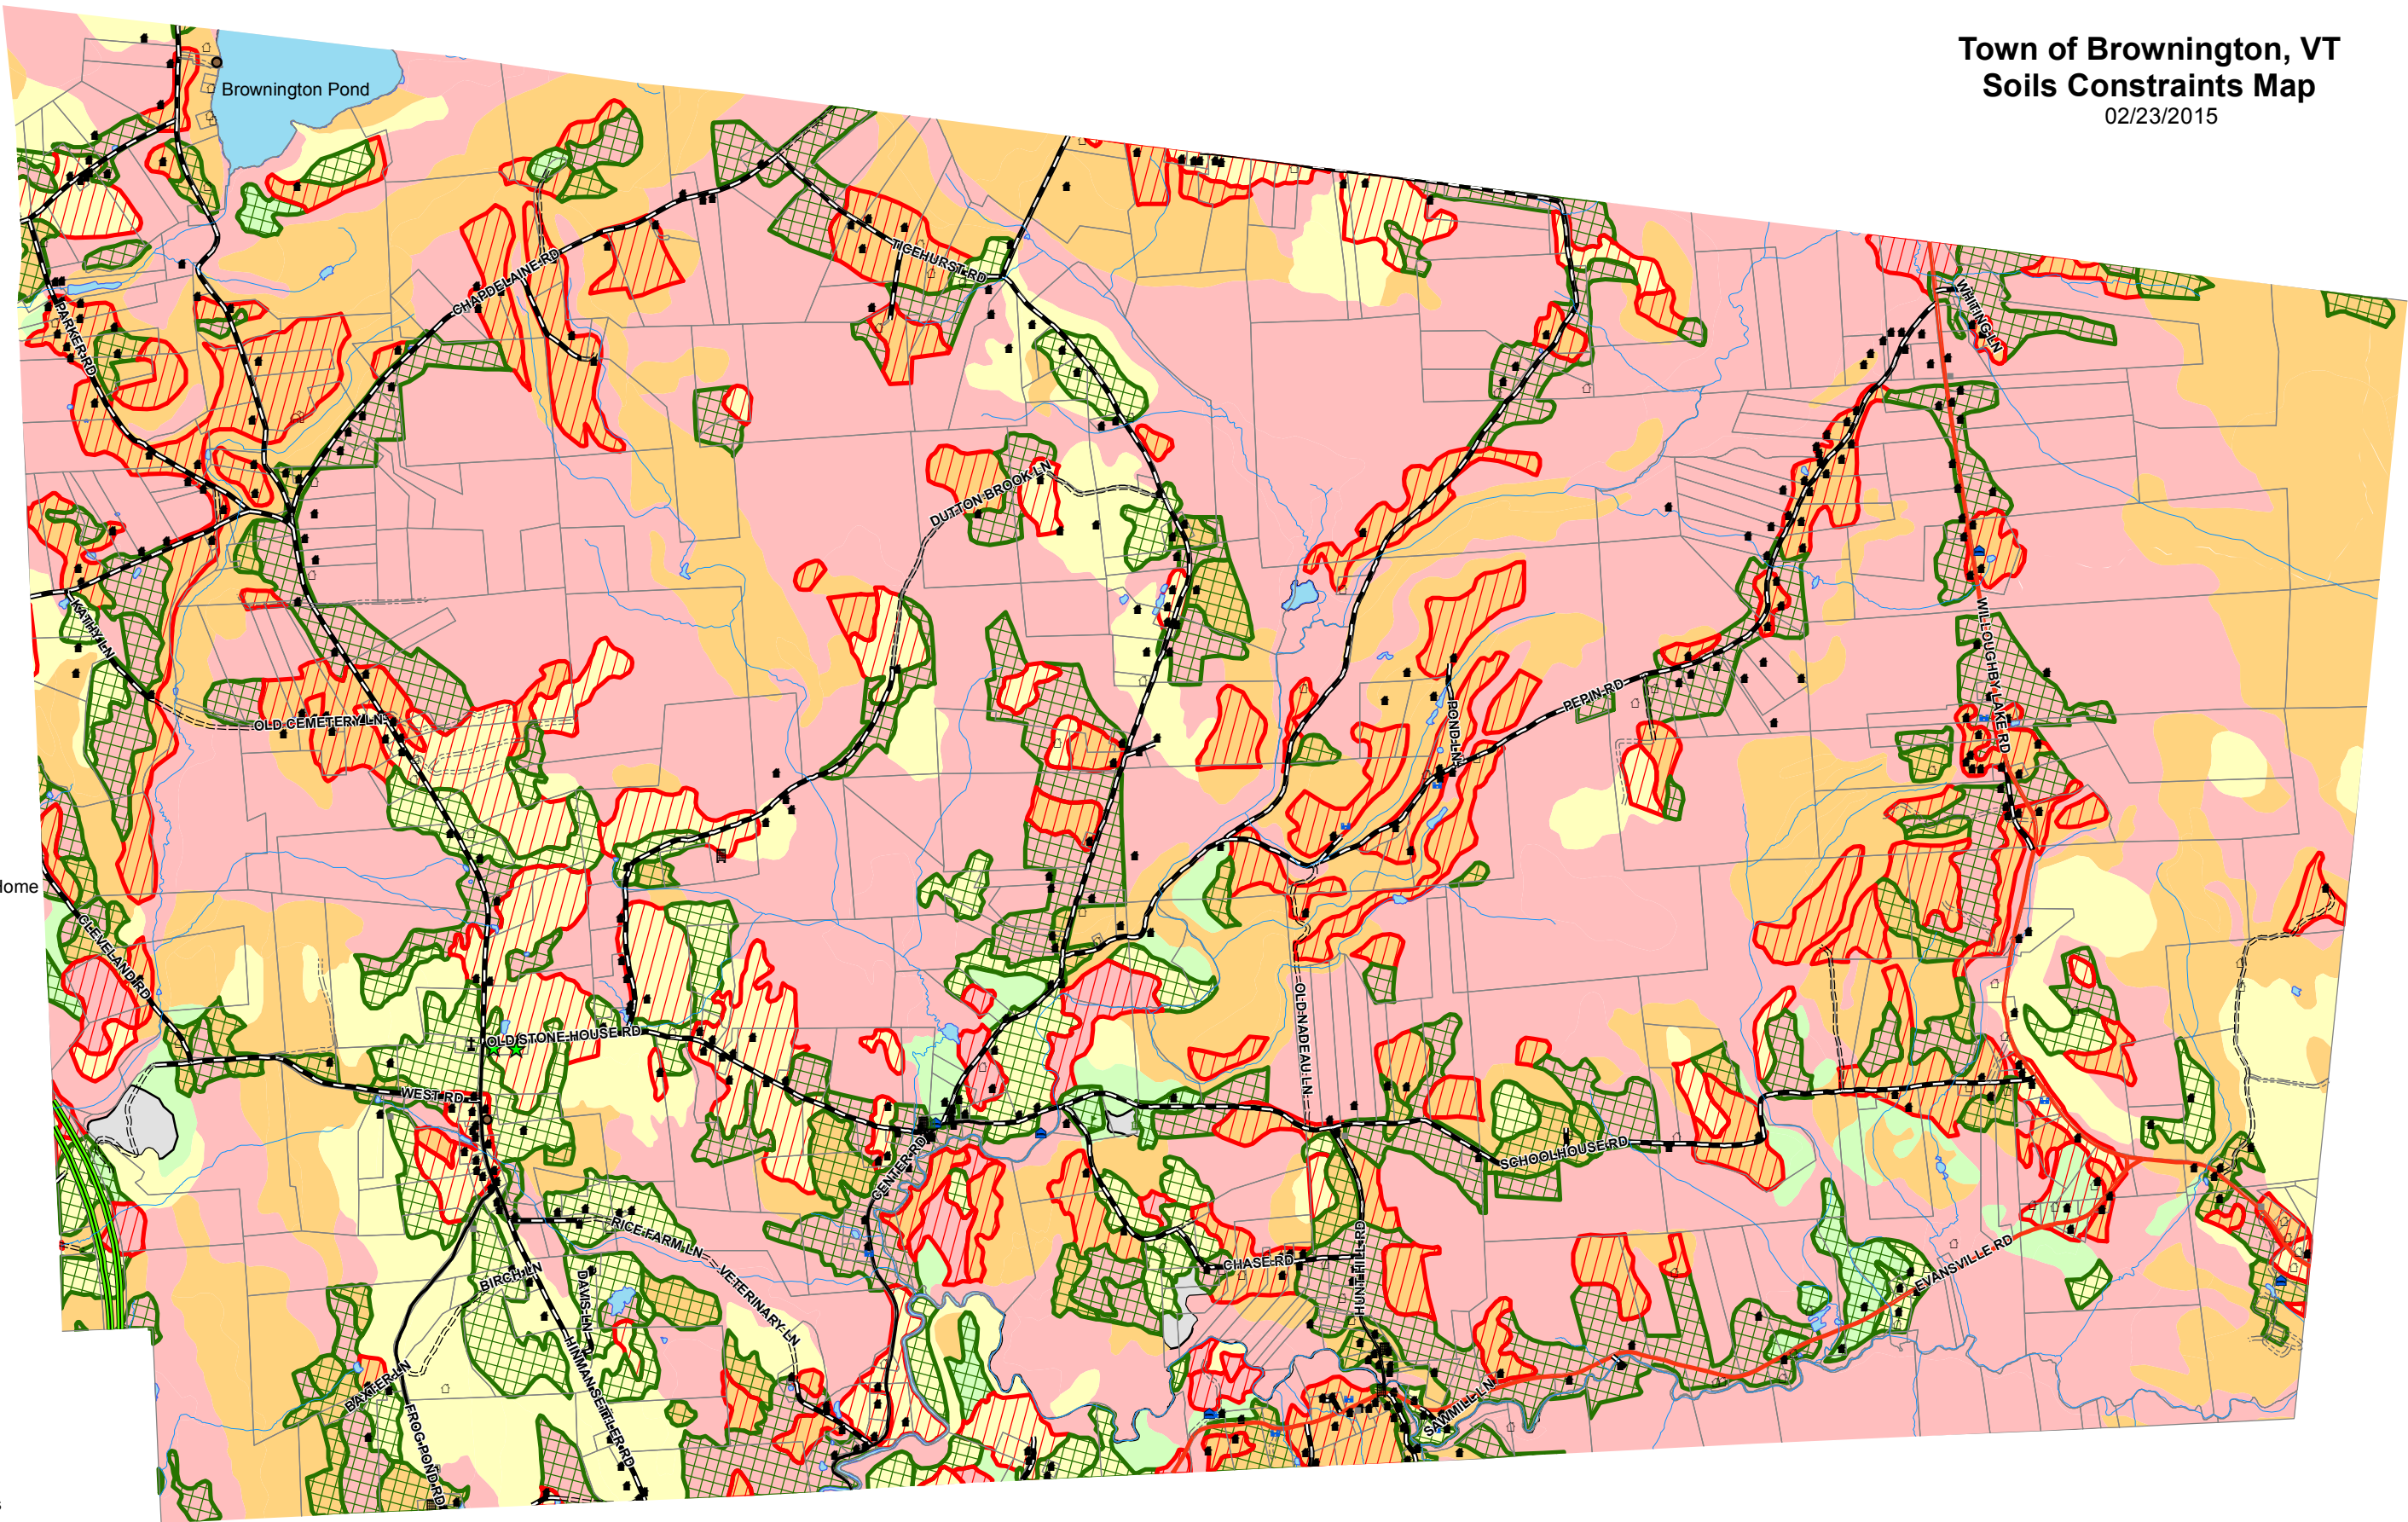 Town of Brownington, VT
Soils Constraints Map
02/23/2015
Brownington Pond
TICEHURST RD
CHAPDELAINE RD
WHITING LN
PARKER RD
DUTTON BROOK LN
KATHY LN
WILLOUGHBY LAKE RD
PEPIN RD
POND LN
OLD CEMETERY LN
Home
CLEVELAND RD
OLD NADEAU LN
OLD STONE HOUSE RD
WEST RD
CENTER RD
SCHOOLHOUSE RD
RICE FARM LN
CHASE RD
HUNT HILL RD
EVANSVILLE RD
BIRCH LN
DAVIS LN
VETERINARY LN
HINMAN SETTLER RD
BAXTER LN
FROG POND RD
SAWMILL LN